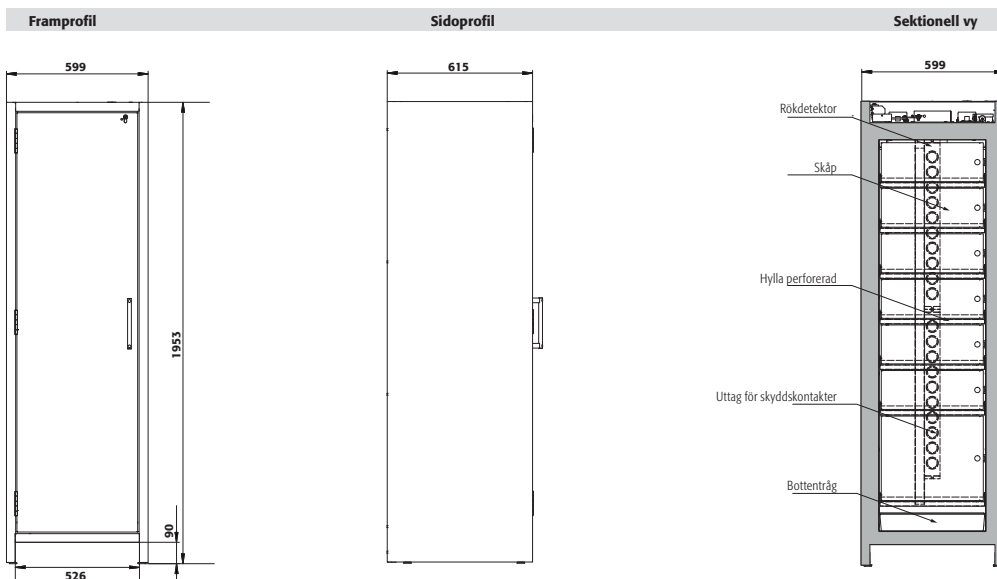 Framprofil
Sidoprofil
Sektionell vy
599
615
599
Rökdetektor
Skåp
Hylla perforerad
1953
Uttag för skyddskontakter
Bottentråg
90
526